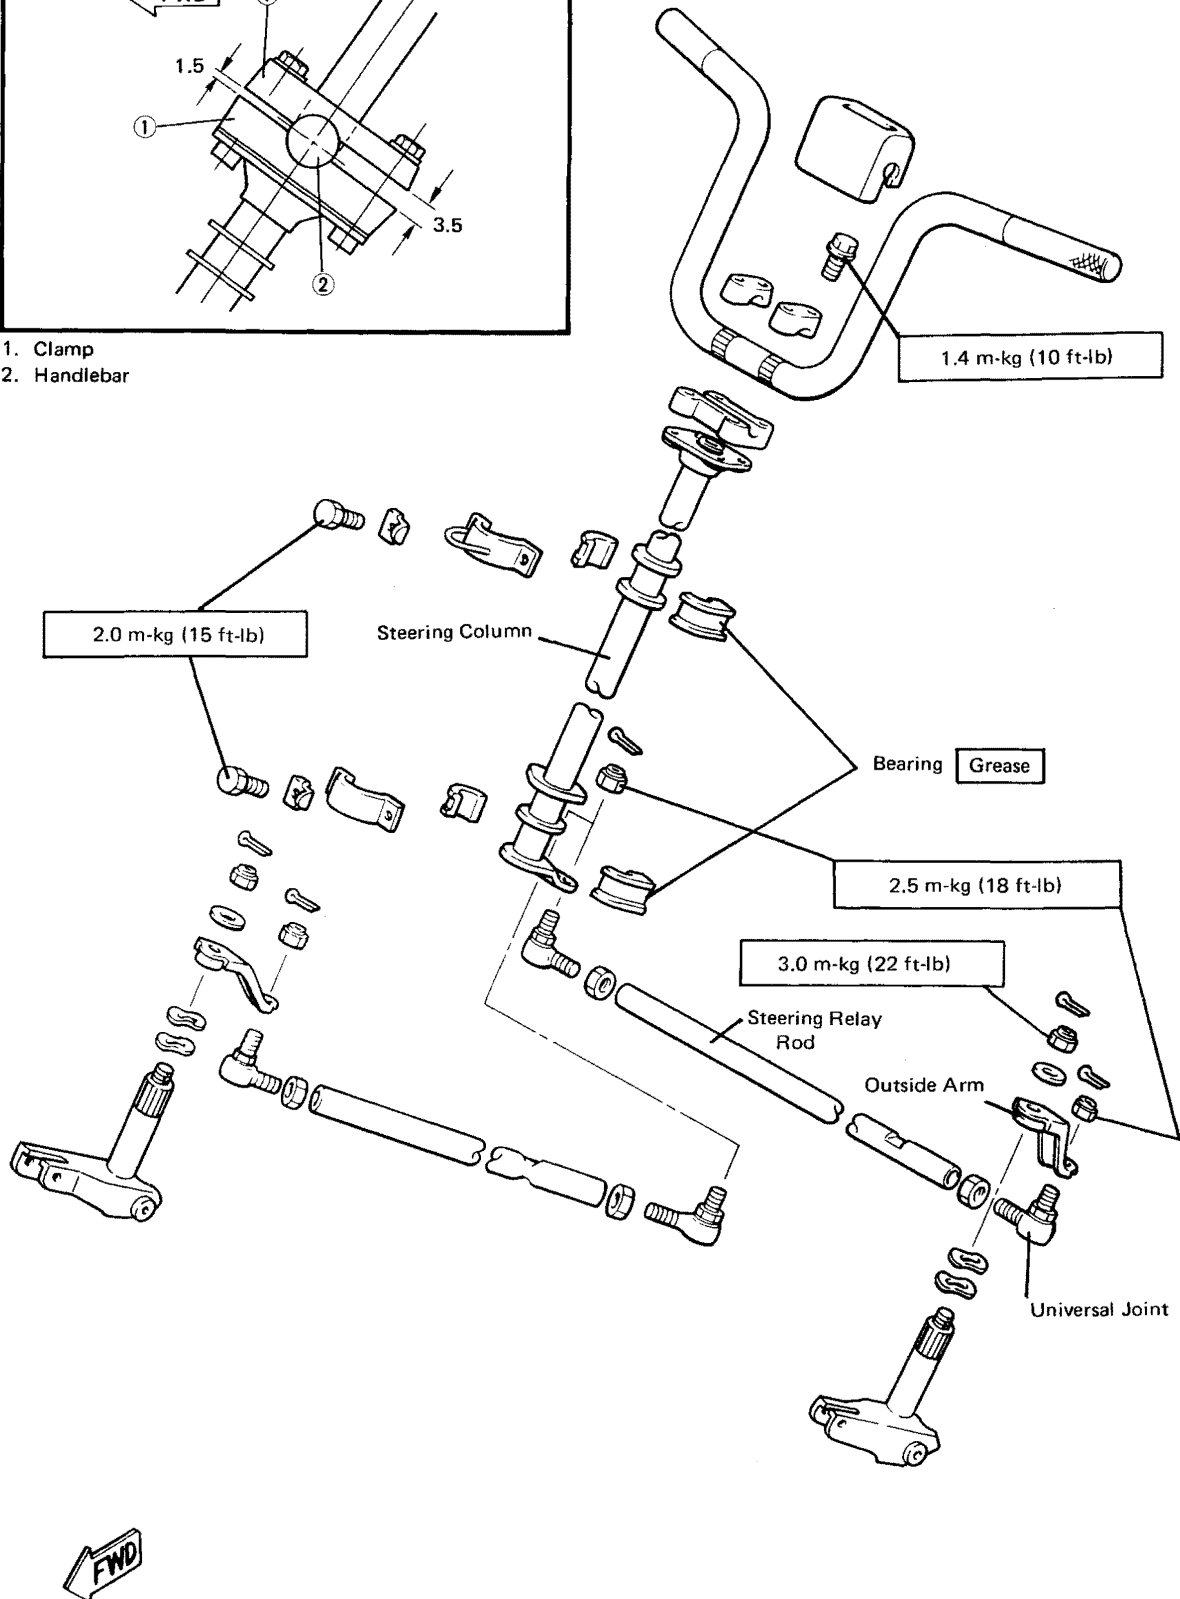 1.5
①
3.5
②
1. Clamp
2. Handlebar
1.4 m-kg (10 ft-lb)
2.0 m-kg (15 ft-lb)
Steering Column
Bearing Grease
2.5 m-kg (18 ft-lb)
3.0 m-kg (22 ft-lb)
Steering Relay
Rod
Outside Arm
Universal Joint
FWD